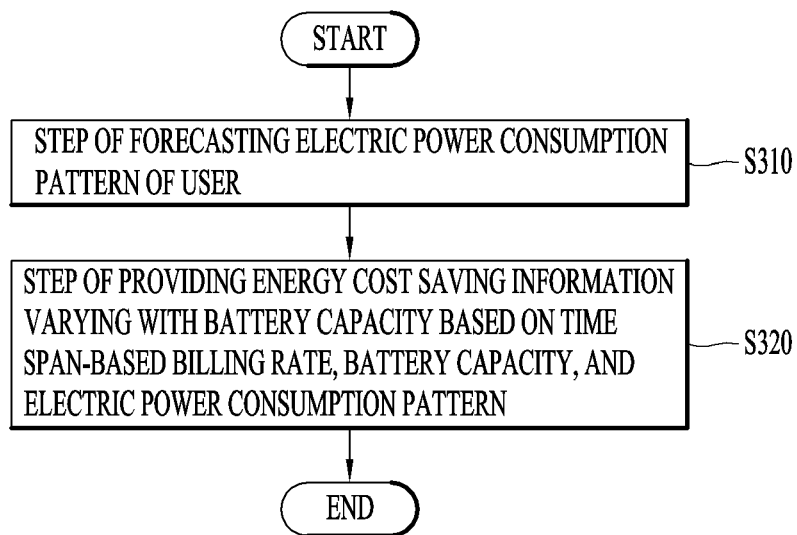 START
STEP OF FORECASTING ELECTRIC POWER CONSUMPTION
PATTERN OF USER
S310
STEP OF PROVIDING ENERGY COST SAVING INFORMATION
VARYING WITH BATTERY CAPACITY BASED ON TIME
SPAN-BASED BILLING RATE, BATTERY CAPACITY, AND
ELECTRIC POWER CONSUMPTION PATTERN
S320
END